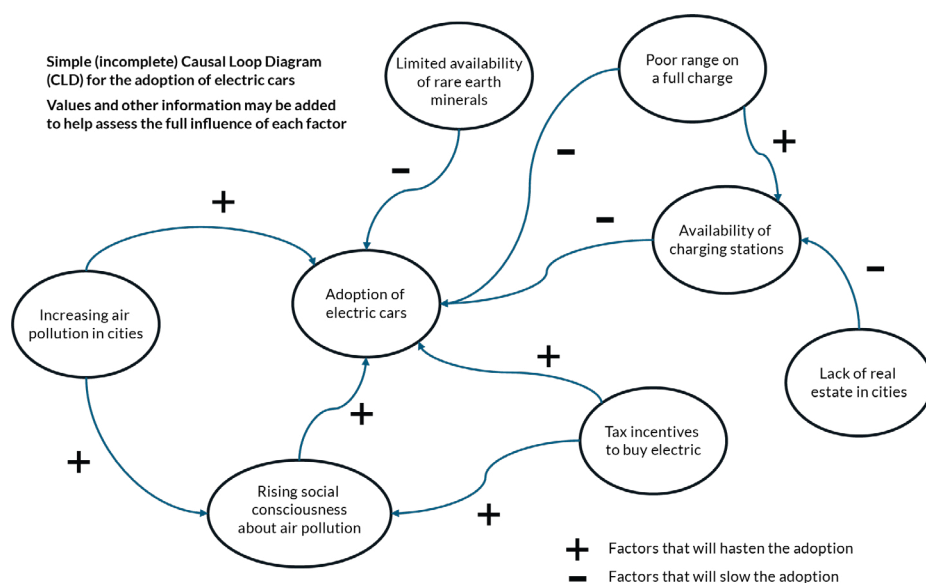 Simple (incomplete) Causal Loop Diagram
(CLD) for the adoption of electric cars
Values and other information may be added
to help assess the full influence of each factor
Limited availability
of rare earth
minerals
Poor range on
a full charge
–
–
+
+
–
Availability of
charging stations
–
Adoption of
electric cars
Increasing air
pollution in cities
Lack of real
estate in cities
+
+
Tax incentives
to buy electric
+
Rising social
consciousness
about air pollution
+
+ Factors that will hasten the adoption
– Factors that will slow the adoption